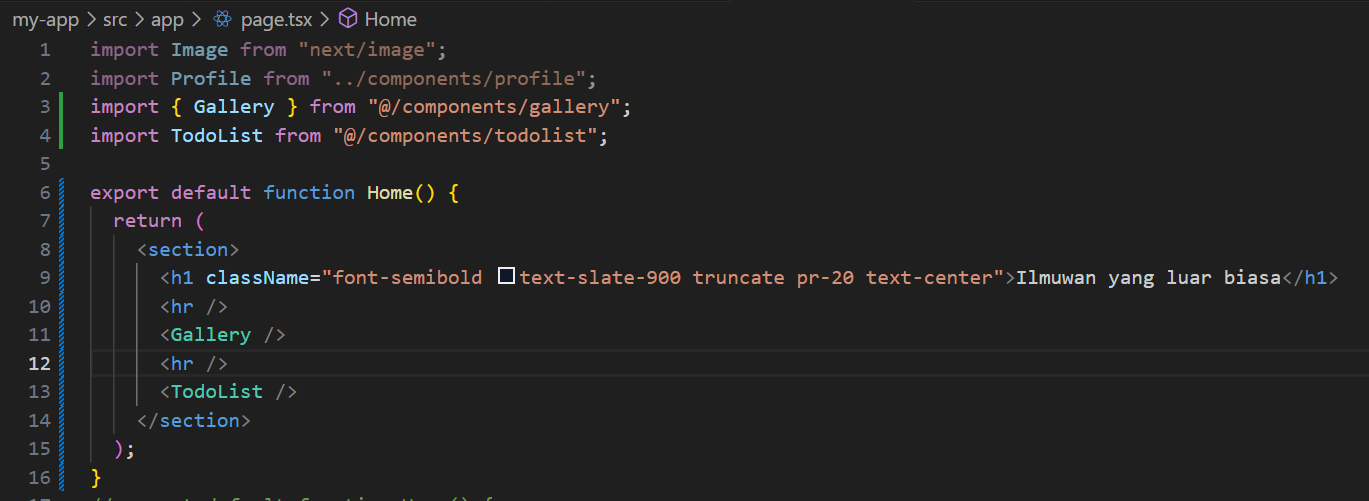 my-app > src > app > page.tsx > Home
1 import Image from "next/image";
2 import Profile from "../components/profile";
3 import { Gallery } from "@/components/gallery";
4 import TodoList from "@/components/todolist";
5
6 export default function Home() {
7 return (
8 <section>
9 <h1 className="font-semibold text-slate-900 truncate pr-20 text-center">Ilmuwan yang luar biasa</h1>
10 <hr />
11 <Gallery />
12 <hr />
13 <TodoList />
14 </section>
15 );
16 }